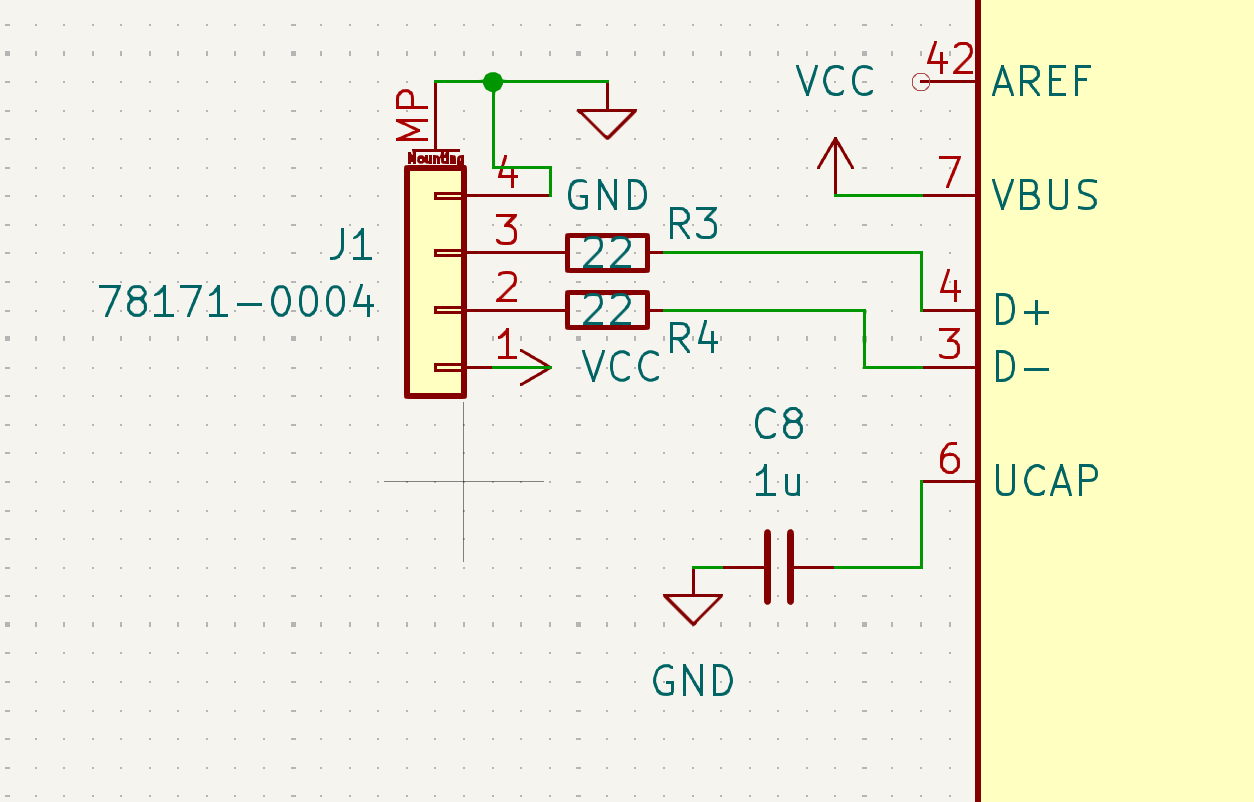 42
VCC
AREF
MP
Mounting
4
7
GND
VBUS
3
R3
J1
22
2
4
78171-0004
22
D+
1
R4
3
VCC
D-
C8
6
1u
UCAP
GND